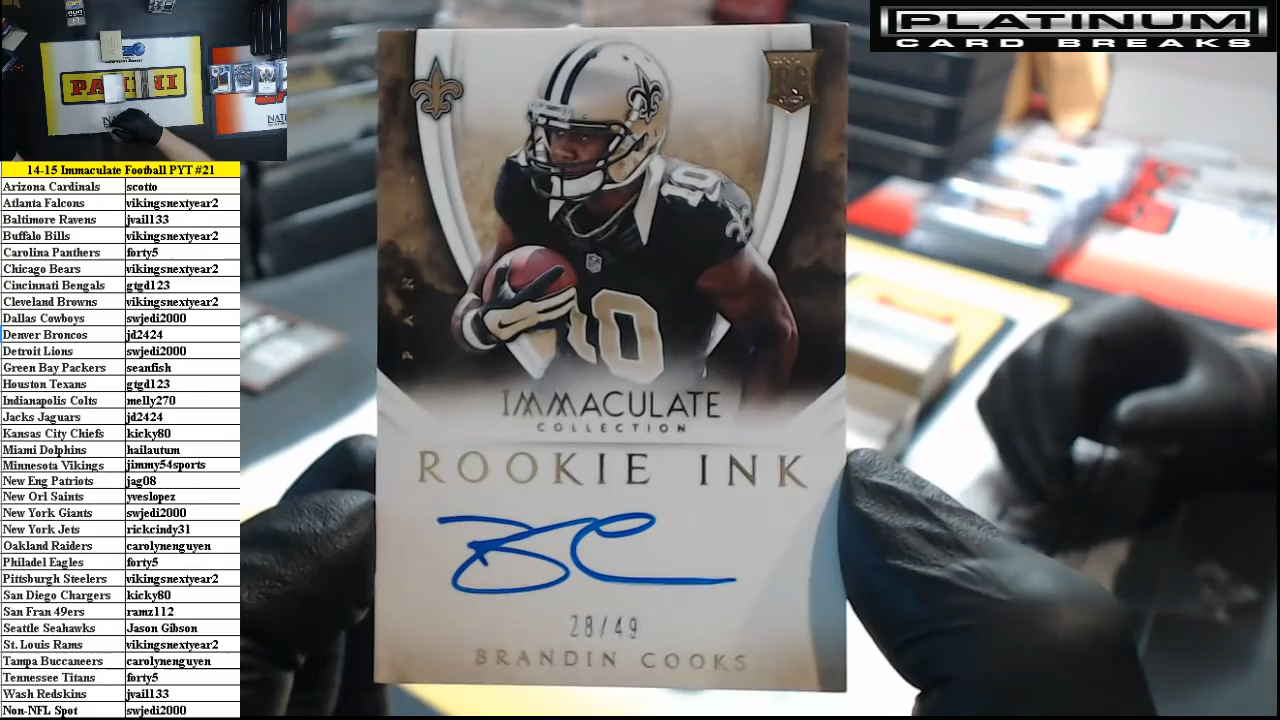 PLATINUM
CARD BREAKS
PANINI
14-15 Immaculate Football PYT #21
Arizona Cardinals scotto
Atlanta Falcons vikingsnextyear2
Baltimore Ravens jvail133
Buffalo Bills vikingsnextyear2
Carolina Panthers forty5
Chicago Bears vikingsnextyear2
Cincinnati Bengals gtgd123
Cleveland Browns vikingsnextyear2
Dallas Cowboys swjedi2000
Denver Broncos jd2424
Detroit Lions swjedi2000
Green Bay Packers seanfish
Houston Texans gtgd123
Indianapolis Colts melly270
Jacks Jaguars jd2424
Kansas City Chiefs kicky80
Miami Dolphins hailautum
Minnesota Vikings jimmy54sports
New Eng Patriots jag08
New Orl Saints yveslopez
New York Giants swjedi2000
New York Jets rickcindy31
Oakland Raiders carolynenguyen
Philadel Eagles forty5
Pittsburgh Steelers vikingsnextyear2
San Diego Chargers kicky80
San Fran 49ers ramz112
Seattle Seahawks Jason Gibson
St. Louis Rams vikingsnextyear2
Tampa Buccaneers carolynenguyen
Tennessee Titans forty5
Wash Redskins jvail133
Non-NFL Spot swjedi2000
RC
10
10
IMMACULATE
COLLECTION
ROOKIE INK
28/49
BRANDIN COOKS